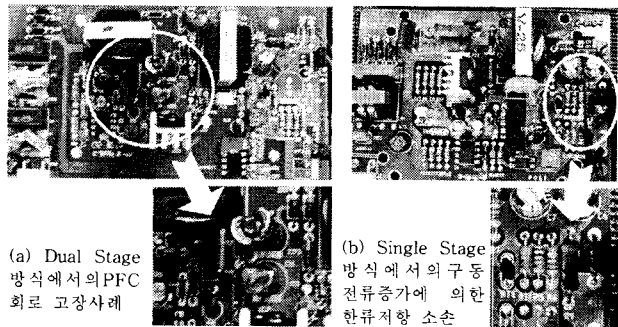 (a) Dual Stage
방식에서의PFC
회로 고장사례
(b) Single Stage
방식에서의 구동
전류증가에 의한
한류저항 소손